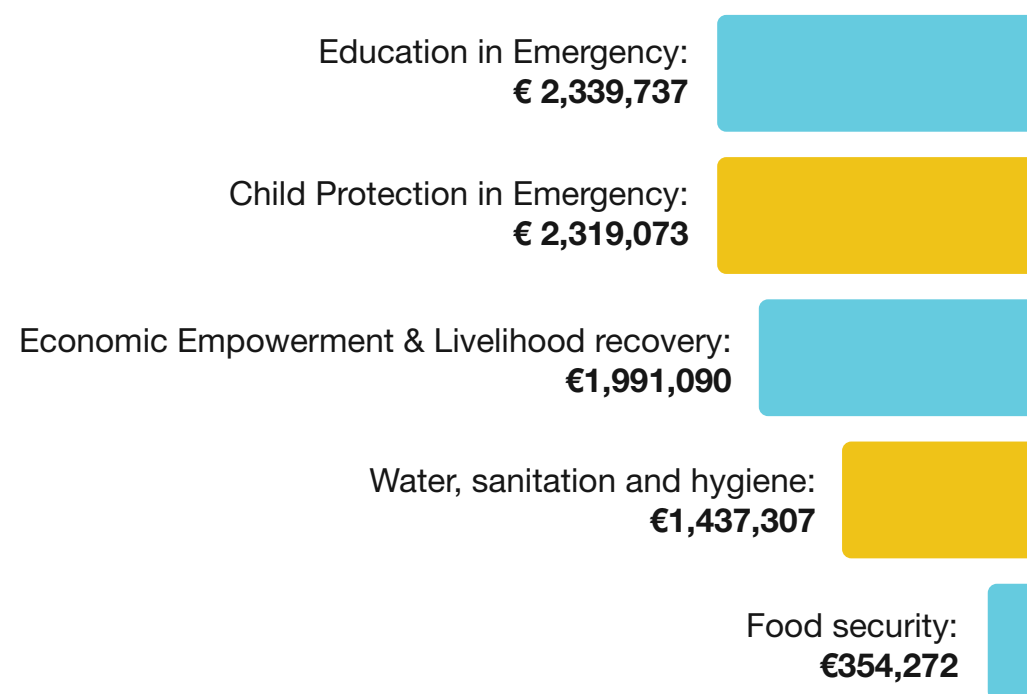 Education in Emergency:
€ 2,339,737
Child Protection in Emergency:
€ 2,319,073
Economic Empowerment & Livelihood recovery:
€1,991,090
Water, sanitation and hygiene:
€1,437,307
Food security:
€354,272